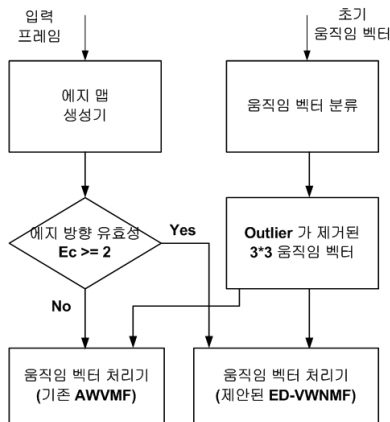 입력
프레임
초기
움직임 벡터
에지 맵
생성기
움직임 벡터 분류
에지 방향 유효성
Ec >= 2
Yes
Outlier 가 제거된
3*3 움직임 벡터
No
움직임 벡터 처리기
(기존 AWVMF)
움직임 벡터 처리기
(제안된 ED-VWNMF)